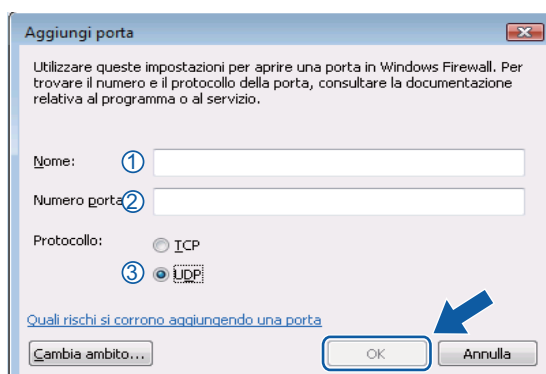 Aggiungi porta
Utilizzare queste impostazioni per aprire una porta in Windows Firewall. Per
trovare il numero e il protocollo della porta, consultare la documentazione
relativa al programma o al servizio.
Nome: 1
Numero porta 2
Protocollo: TCP
3 UDP
Quali rischi si corrono aggiungendo una porta
Cambia ambito... OK Annulla